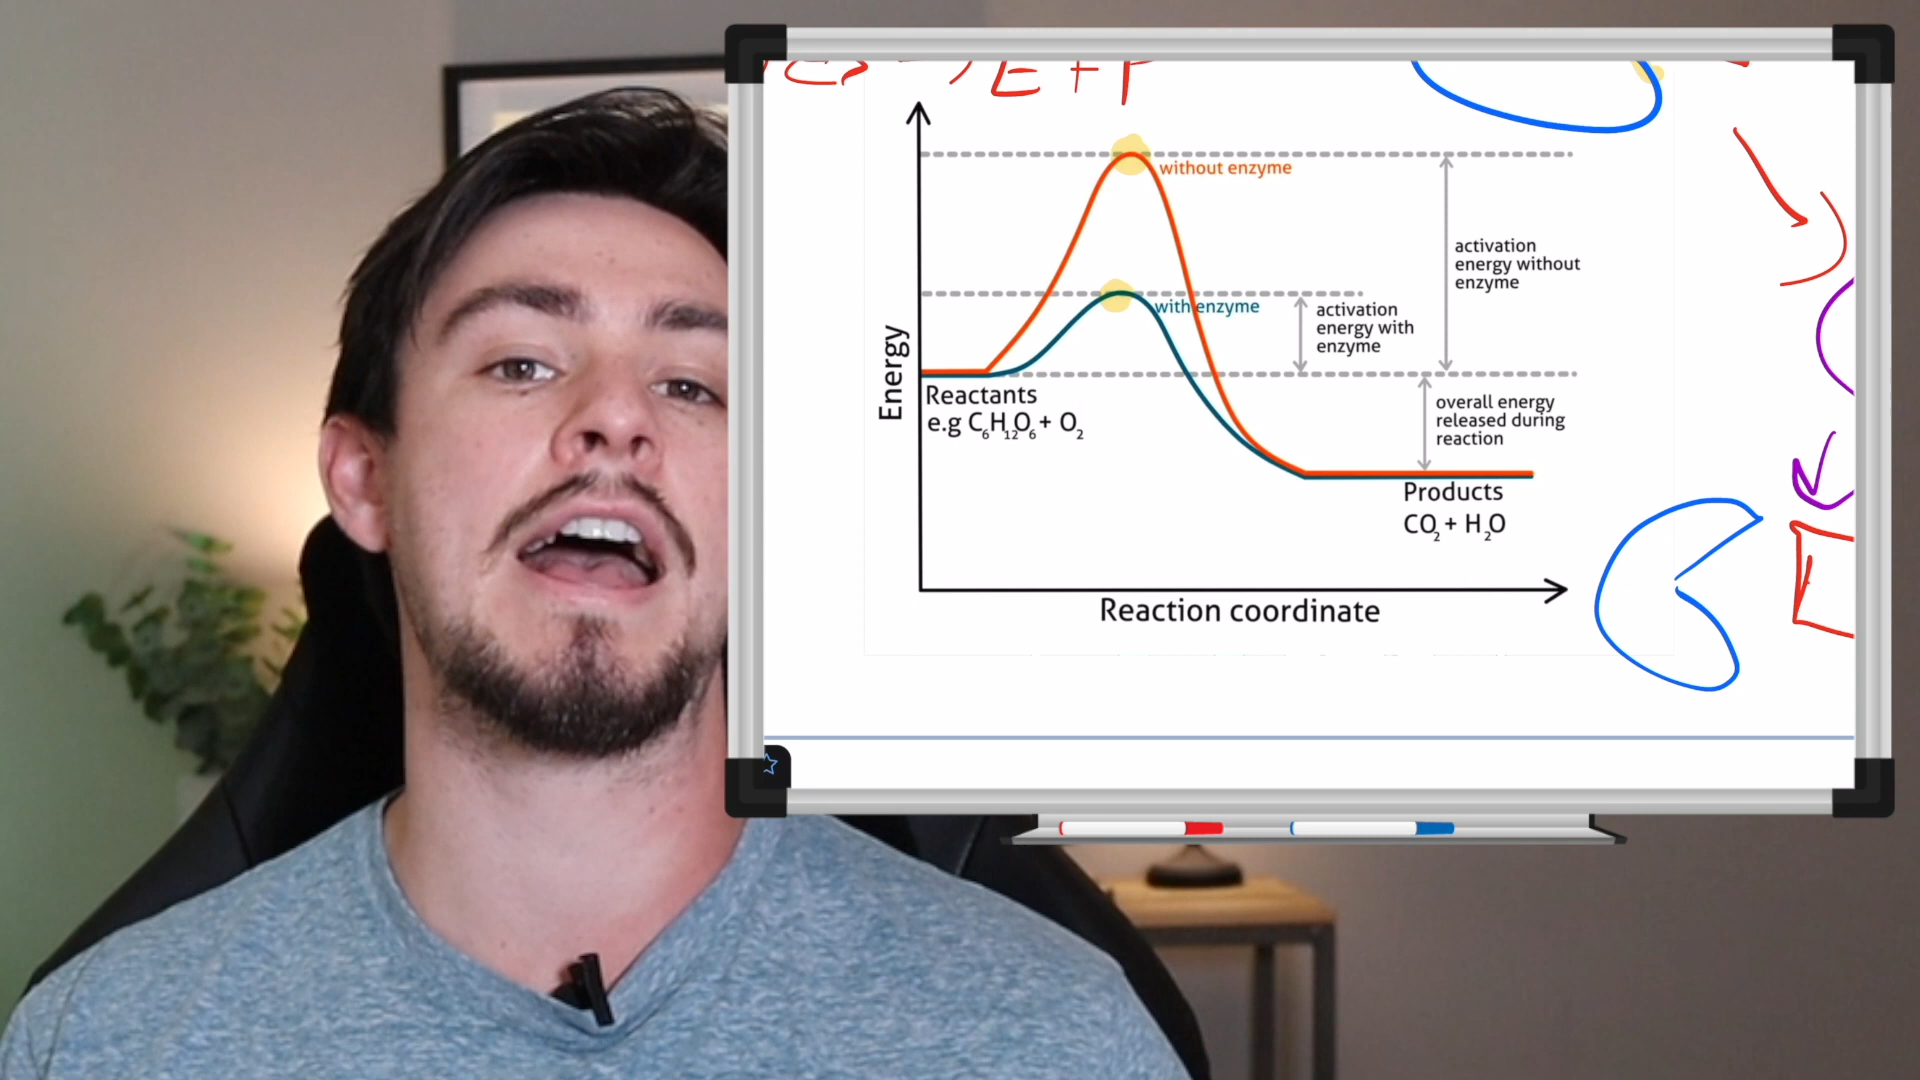 → E + P
without enzyme
activation
energy without
enzyme
with enzyme
activation
energy with
enzyme
Energy
Reactants
e.g C₆H₁₂O₆ + O₂
overall energy
released during
reaction
Products
CO₂ + H₂O
Reaction coordinate